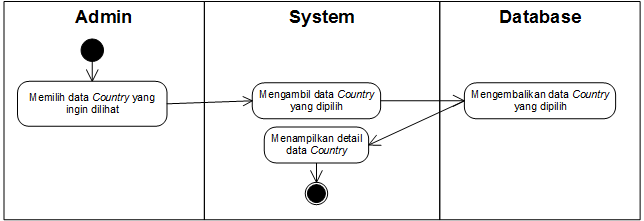 Admin
System
Database
Memilih data Country yang
ingin dilihat
Mengambil data Country
yang dipilih
Mengembalikan data Country
yang dipilih
Menampilkan detail
data Country